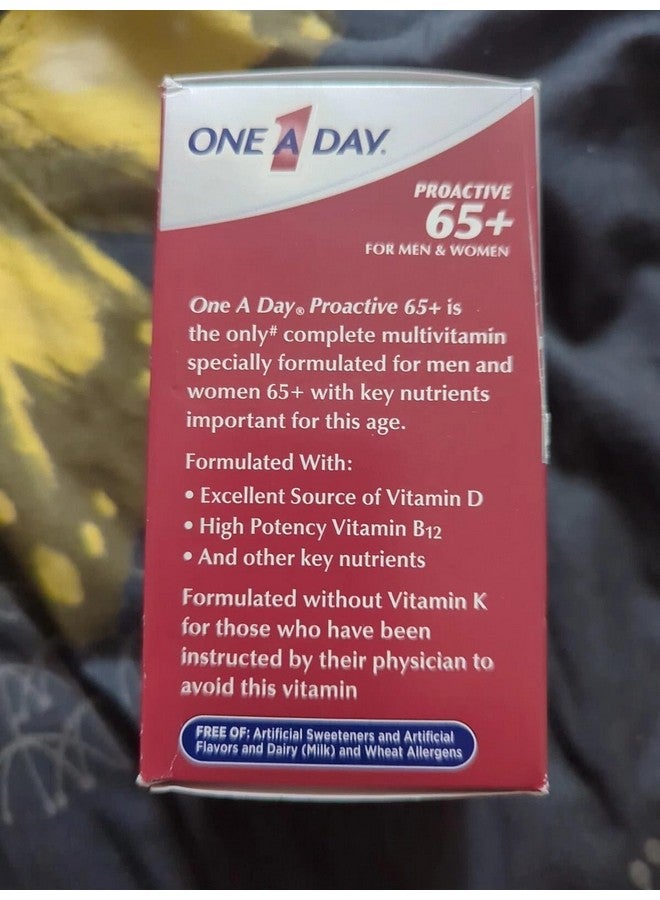 ONE A DAY®
PROACTIVE
65+
FOR MEN & WOMEN
One A Day® Proactive 65+ is
the only# complete multivitamin
specially formulated for men and
women 65+ with key nutrients
important for this age.
Formulated With:
• Excellent Source of Vitamin D
• High Potency Vitamin B12
• And other key nutrients
Formulated without Vitamin K
for those who have been
instructed by their physician to
avoid this vitamin
FREE OF: Artificial Sweeteners and Artificial
Flavors and Dairy (Milk) and Wheat Allergens